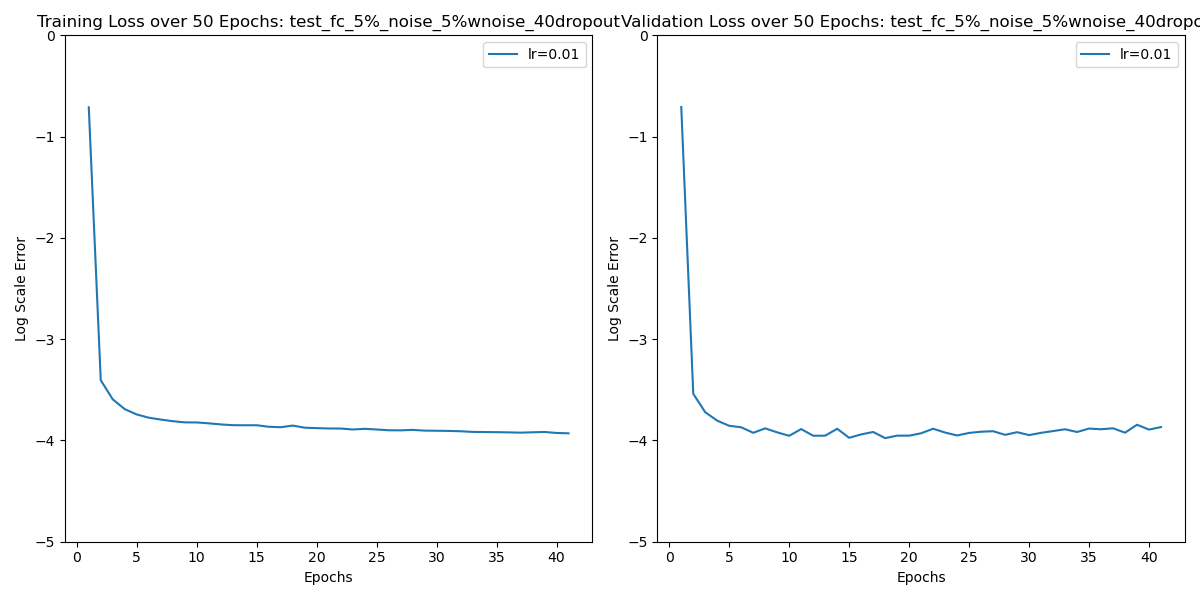 Training Loss over 50 Epochs: test_fc_5%_noise_5%wnoise_40dropout
0
−1
−2
−3
−4
−5
Log Scale Error
lr=0.01
0 5 10 15 20 25 30 35 40
Epochs
Validation Loss over 50 Epochs: test_fc_5%_noise_5%wnoise_40dropo
0
−1
−2
−3
−4
−5
Log Scale Error
lr=0.01
0 5 10 15 20 25 30 35 40
Epochs